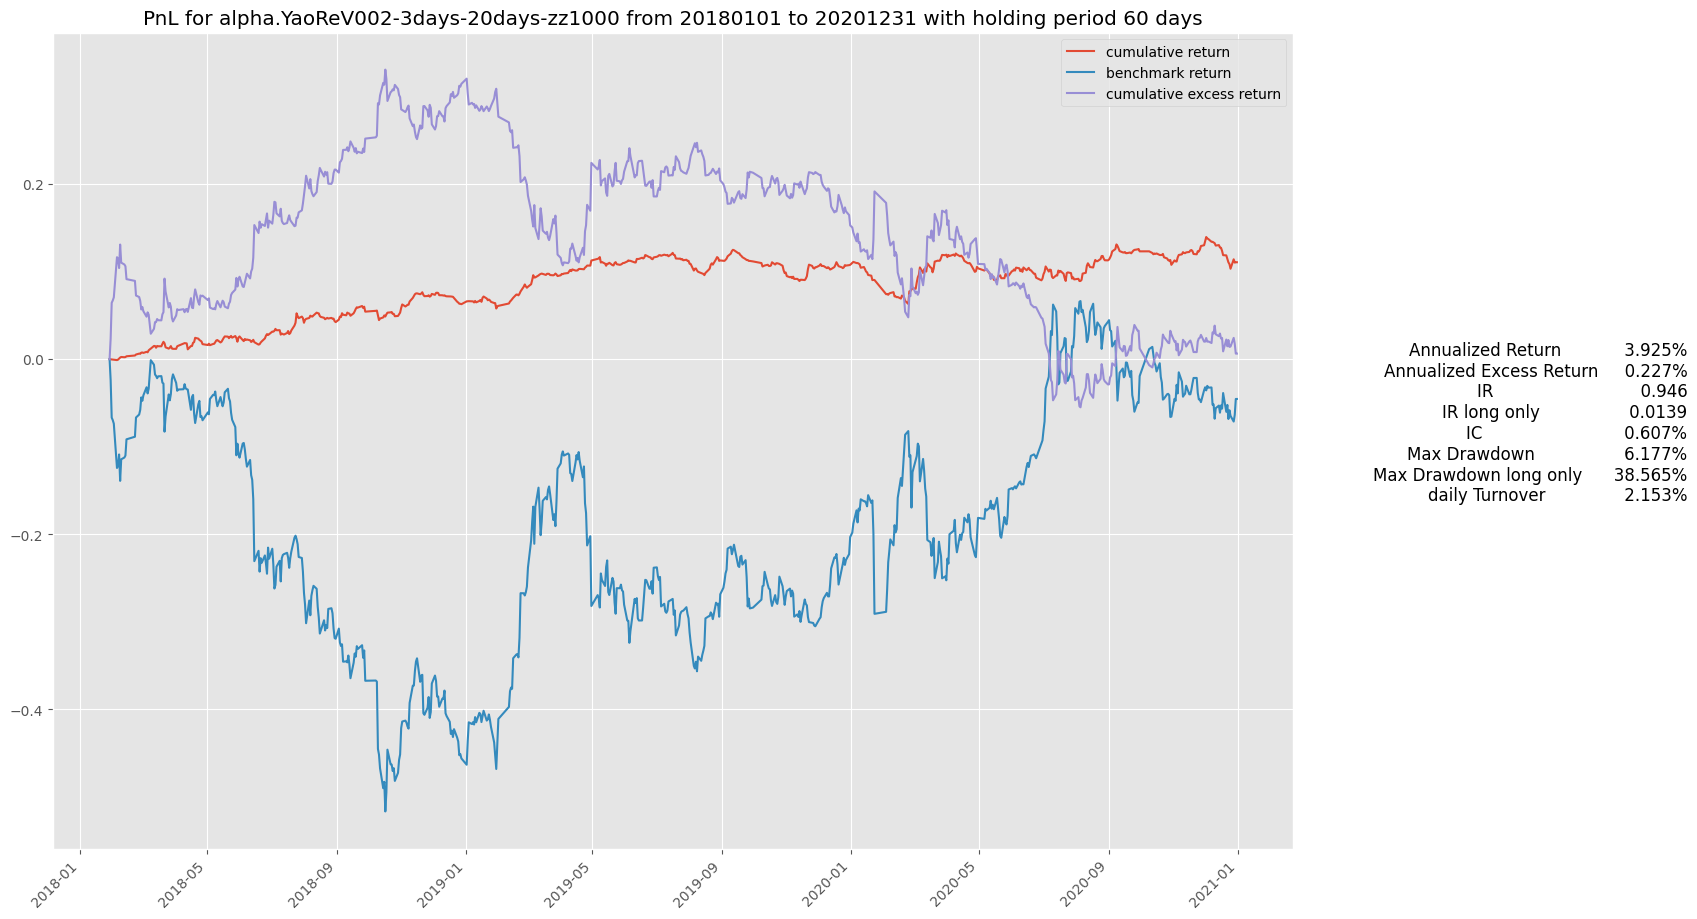 PnL for alpha.YaoReV002-3days-20days-zz1000 from 20180101 to 20201231 with holding period 60 days
cumulative return
benchmark return
cumulative excess return
0.2
0.0
−0.2
−0.4
2018-01
2018-05
2018-09
2019-01
2019-05
2019-09
2020-01
2020-05
2020-09
2021-01
Annualized Return 3.925%
Annualized Excess Return 0.227%
IR 0.946
IR long only 0.0139
IC 0.607%
Max Drawdown 6.177%
Max Drawdown long only 38.565%
daily Turnover 2.153%